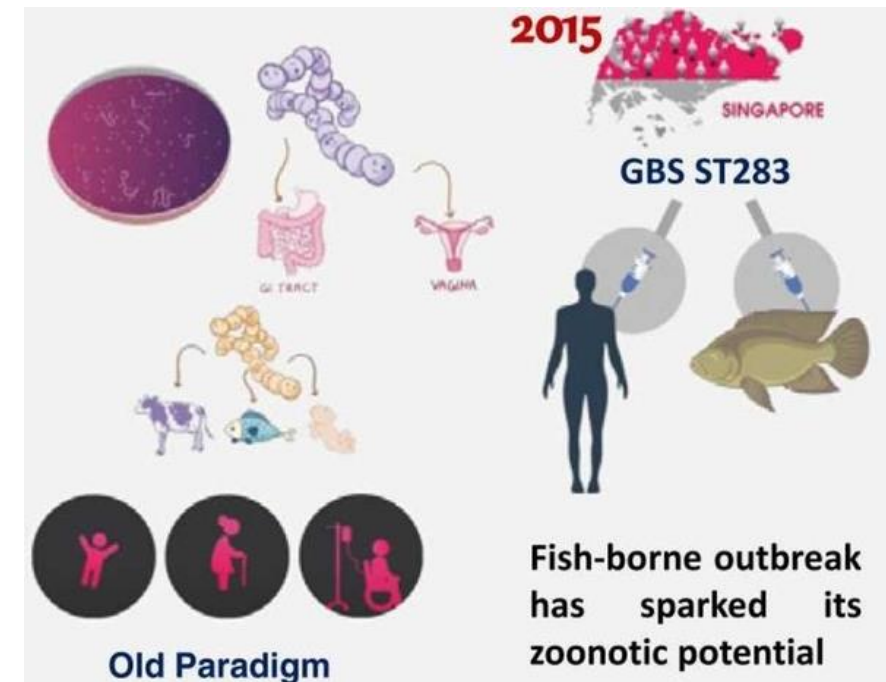 GI TRACT
VAGINA
Old Paradigm
2015
SINGAPORE
GBS ST283
Fish-borne outbreak
has sparked its
zoonotic potential